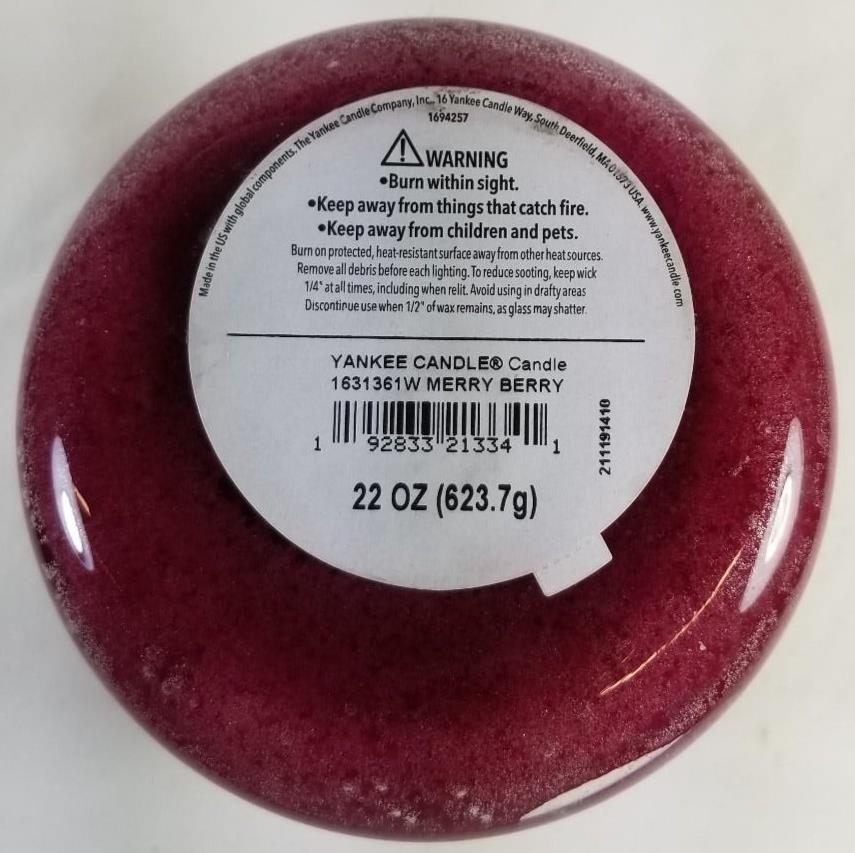 Made in the US with global components. The Yankee Candle Company, Inc., 16 Yankee Candle Way, South Deerfield, MA 01373 USA. www.yankeecandle.com
1694257
WARNING
•Burn within sight.
•Keep away from things that catch fire.
•Keep away from children and pets.
Burn on protected, heat-resistant surface away from other heat sources.
Remove all debris before each lighting. To reduce sooting, keep wick
1/4" at all times, including when relit. Avoid using in drafty areas
Discontinue use when 1/2" of wax remains, as glass may shatter.
YANKEE CANDLE® Candle
1631361W MERRY BERRY
1 92833 21334 1
211191410
22 OZ (623.7g)